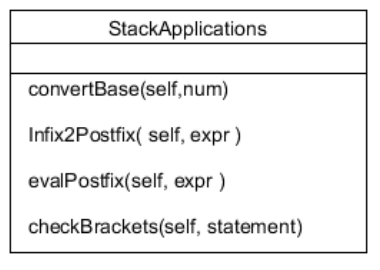 StackApplications
convertBase(self,num)
Infix2Postfix( self, expr )
evalPostfix(self, expr )
checkBrackets(self, statement)